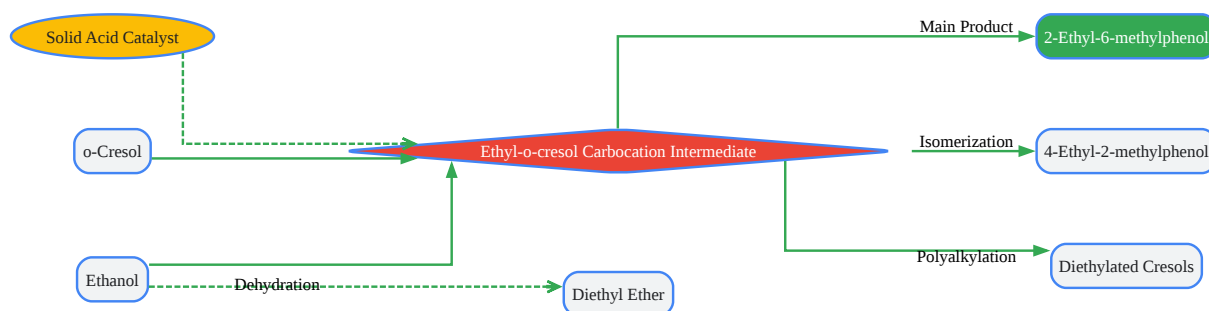 Solid Acid Catalyst
Main Product
2-Ethyl-6-methylphenol
o-Cresol
Ethyl-o-cresol Carbocation Intermediate
Isomerization
4-Ethyl-2-methylphenol
Polyalkylation
Diethylated Cresols
Ethanol
Dehydration
Diethyl Ether